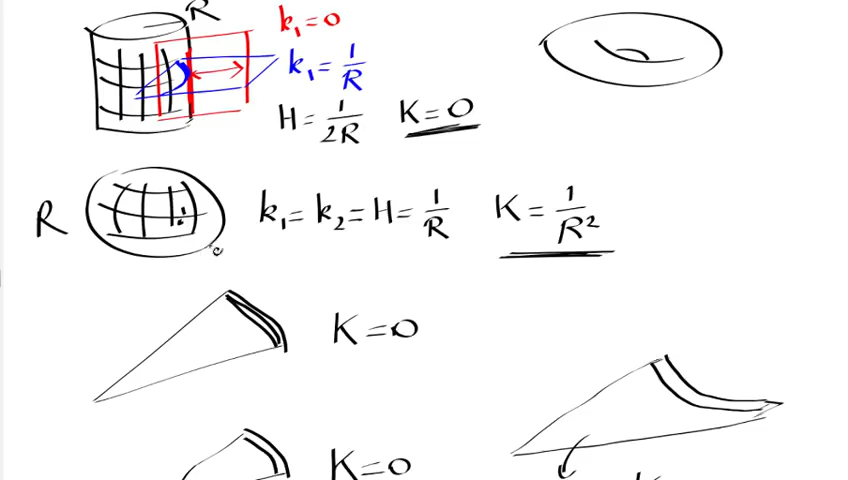 R
k₁=0
k₁=1/R
H=1/2R K=0
R k₁=k₂=H=1/R K=1/R²
K=0
K=0